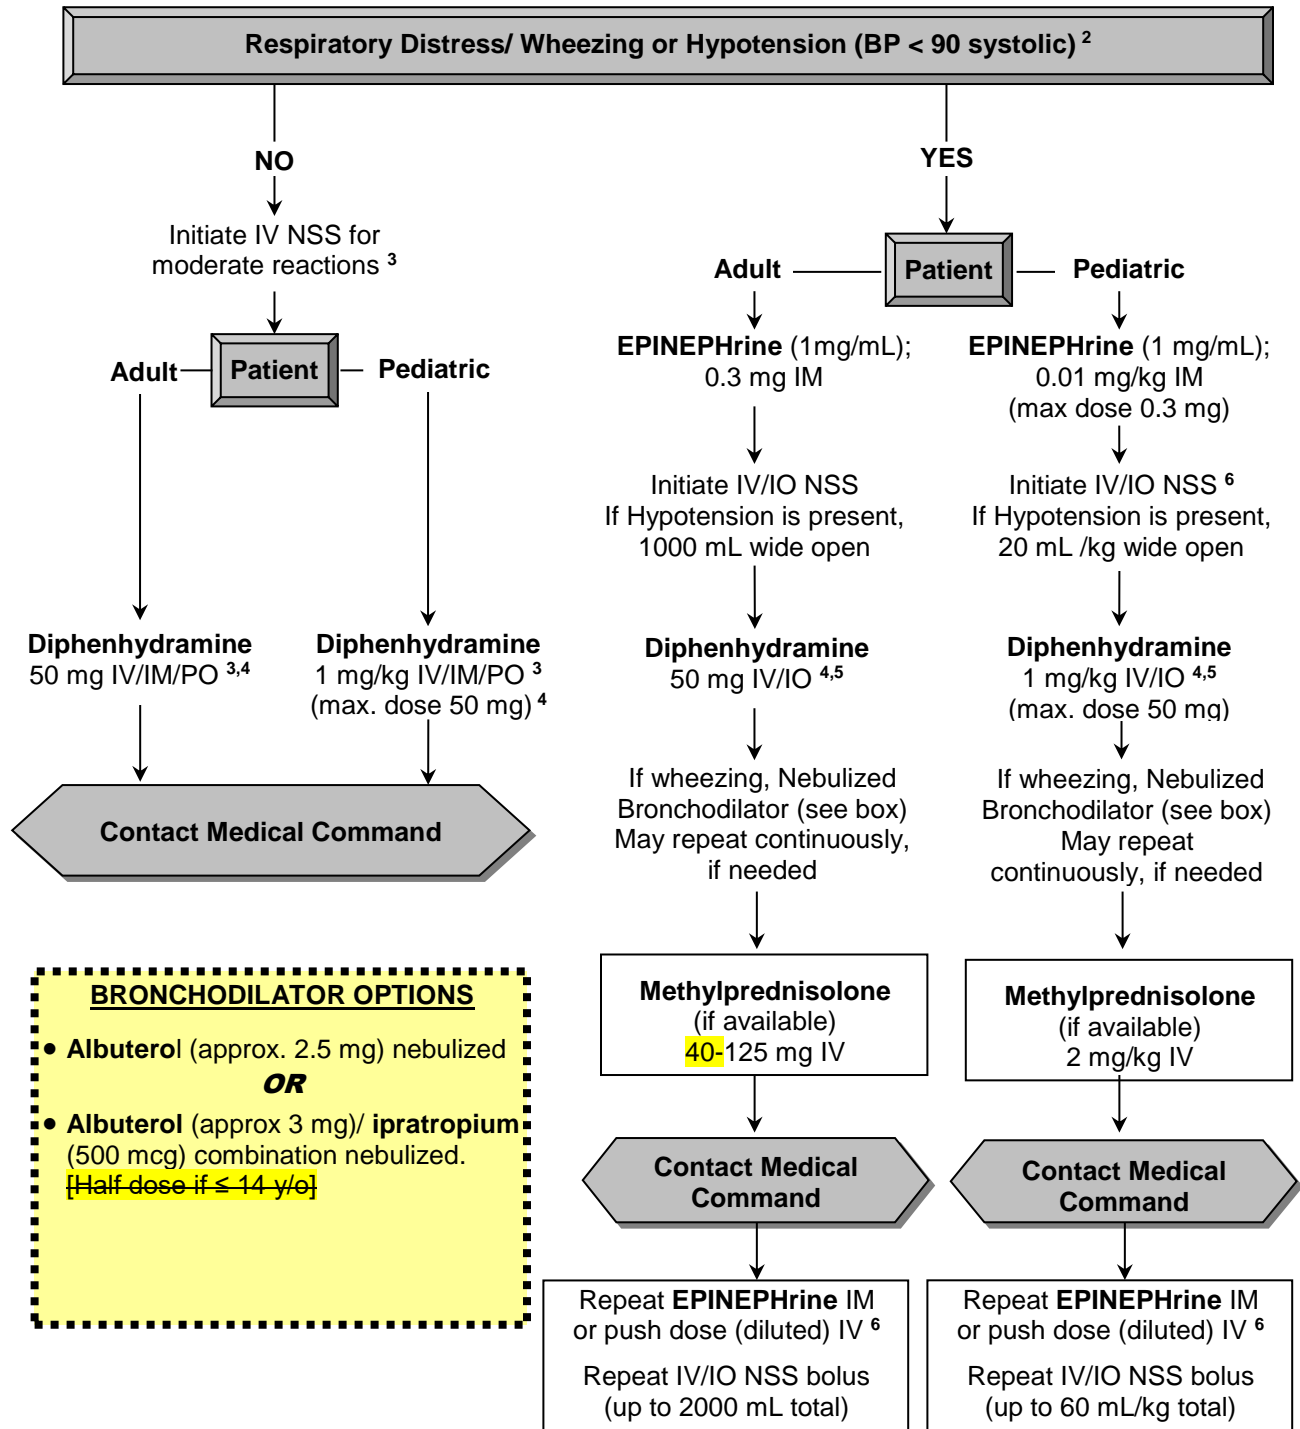 Respiratory Distress/ Wheezing or Hypotension (BP < 90 systolic) 2
NO
Initiate IV NSS for
moderate reactions 3
Adult
Patient
Pediatric
Diphenhydramine
50 mg IV/IM/PO 3,4
Diphenhydramine
1 mg/kg IV/IM/PO 3
(max. dose 50 mg) 4
Contact Medical Command
YES
Adult
Patient
Pediatric
EPINEPHrine (1mg/mL);
0.3 mg IM
Initiate IV/IO NSS
If Hypotension is present,
1000 mL wide open
Diphenhydramine
50 mg IV/IO 4,5
If wheezing, Nebulized
Bronchodilator (see box)
May repeat continuously,
if needed
Methylprednisolone
(if available)
40-125 mg IV
Contact Medical
Command
Repeat EPINEPHrine IM
or push dose (diluted) IV 6
Repeat IV/IO NSS bolus
(up to 2000 mL total)
EPINEPHrine (1 mg/mL);
0.01 mg/kg IM
(max dose 0.3 mg)
Initiate IV/IO NSS 6
If Hypotension is present,
20 mL /kg wide open
Diphenhydramine
1 mg/kg IV/IO 4,5
(max. dose 50 mg)
If wheezing, Nebulized
Bronchodilator (see box)
May repeat
continuously, if needed
Methylprednisolone
(if available)
2 mg/kg IV
Contact Medical
Command
Repeat EPINEPHrine IM
or push dose (diluted) IV 6
Repeat IV/IO NSS bolus
(up to 60 mL/kg total)
BRONCHODILATOR OPTIONS
• Albuterol (approx. 2.5 mg) nebulized
OR
• Albuterol (approx 3 mg)/ ipratropium
(500 mcg) combination nebulized.
[Half dose if ≤ 14 y/o]